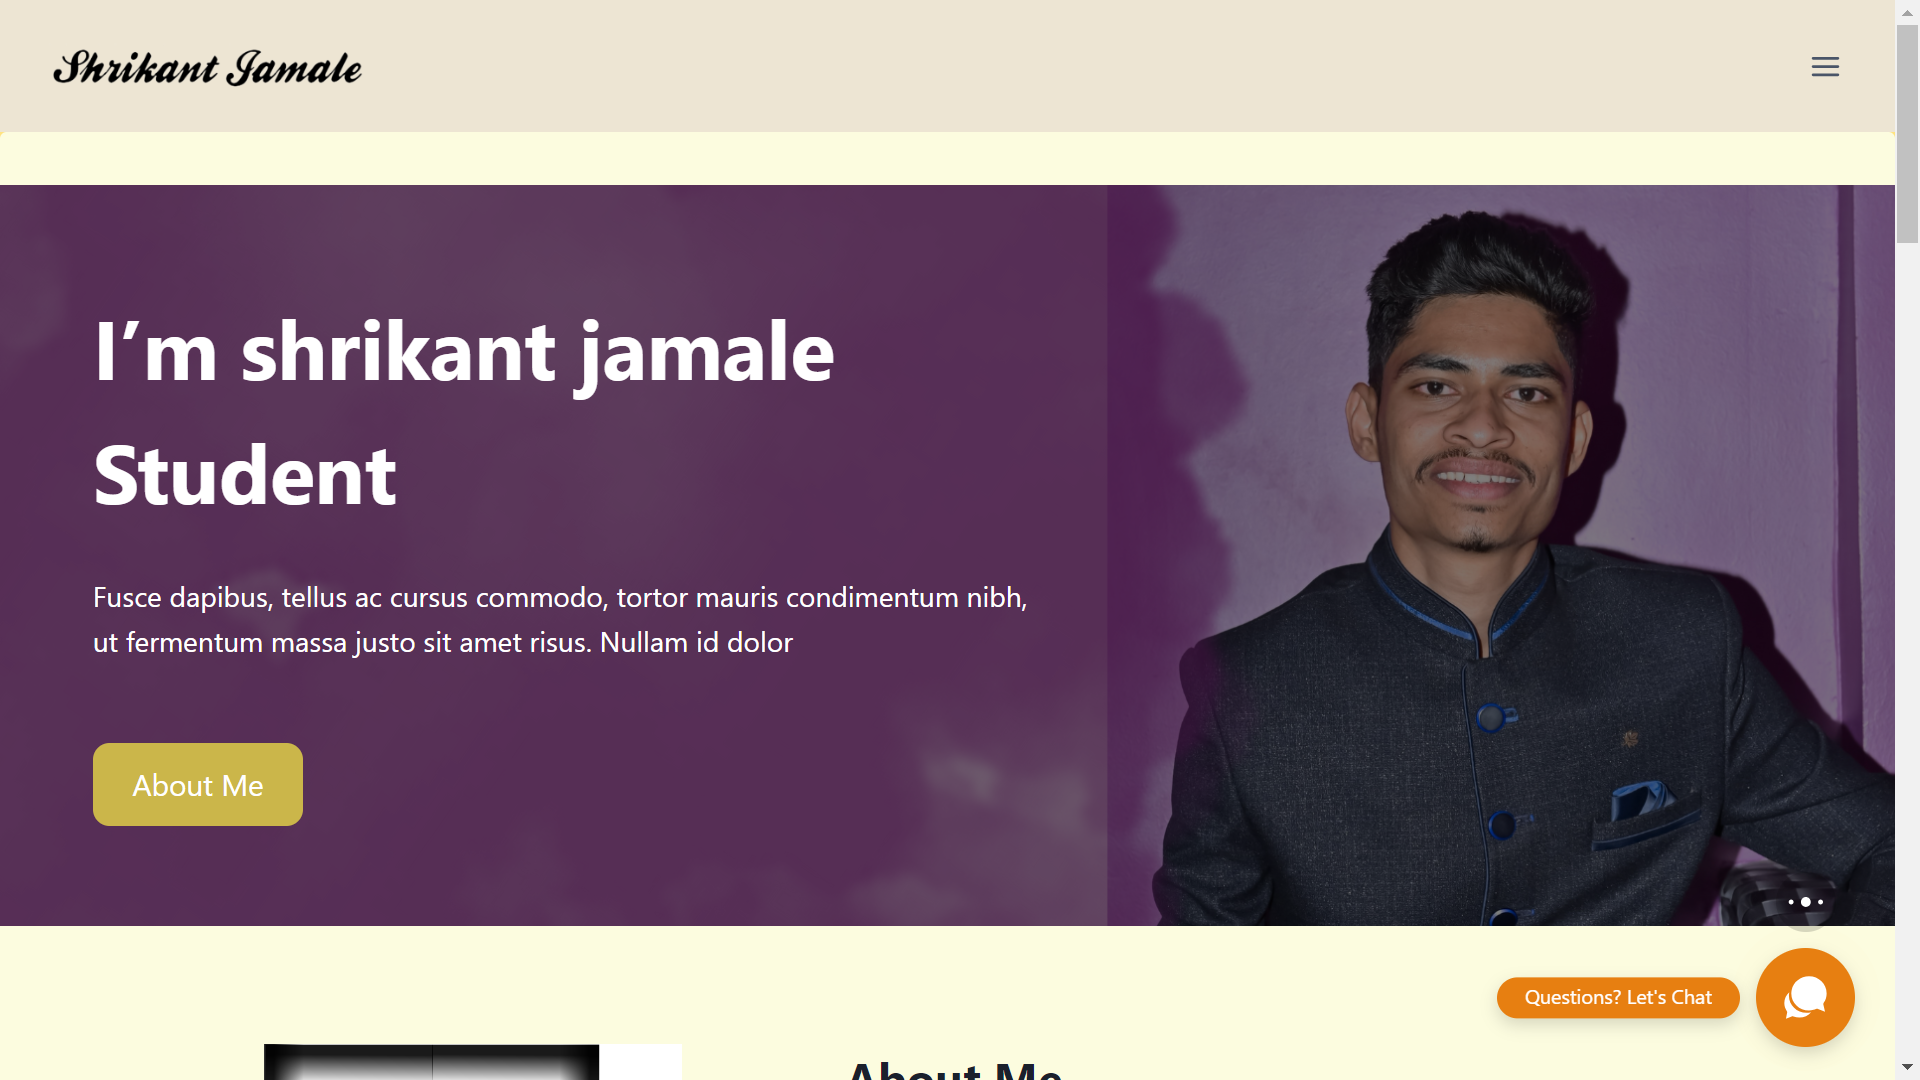 Shrikant Jamale
I’m shrikant jamale
Student
Fusce dapibus, tellus ac cursus commodo, tortor mauris condimentum nibh,
ut fermentum massa justo sit amet risus. Nullam id dolor
About Me
Questions? Let's Chat
About Me